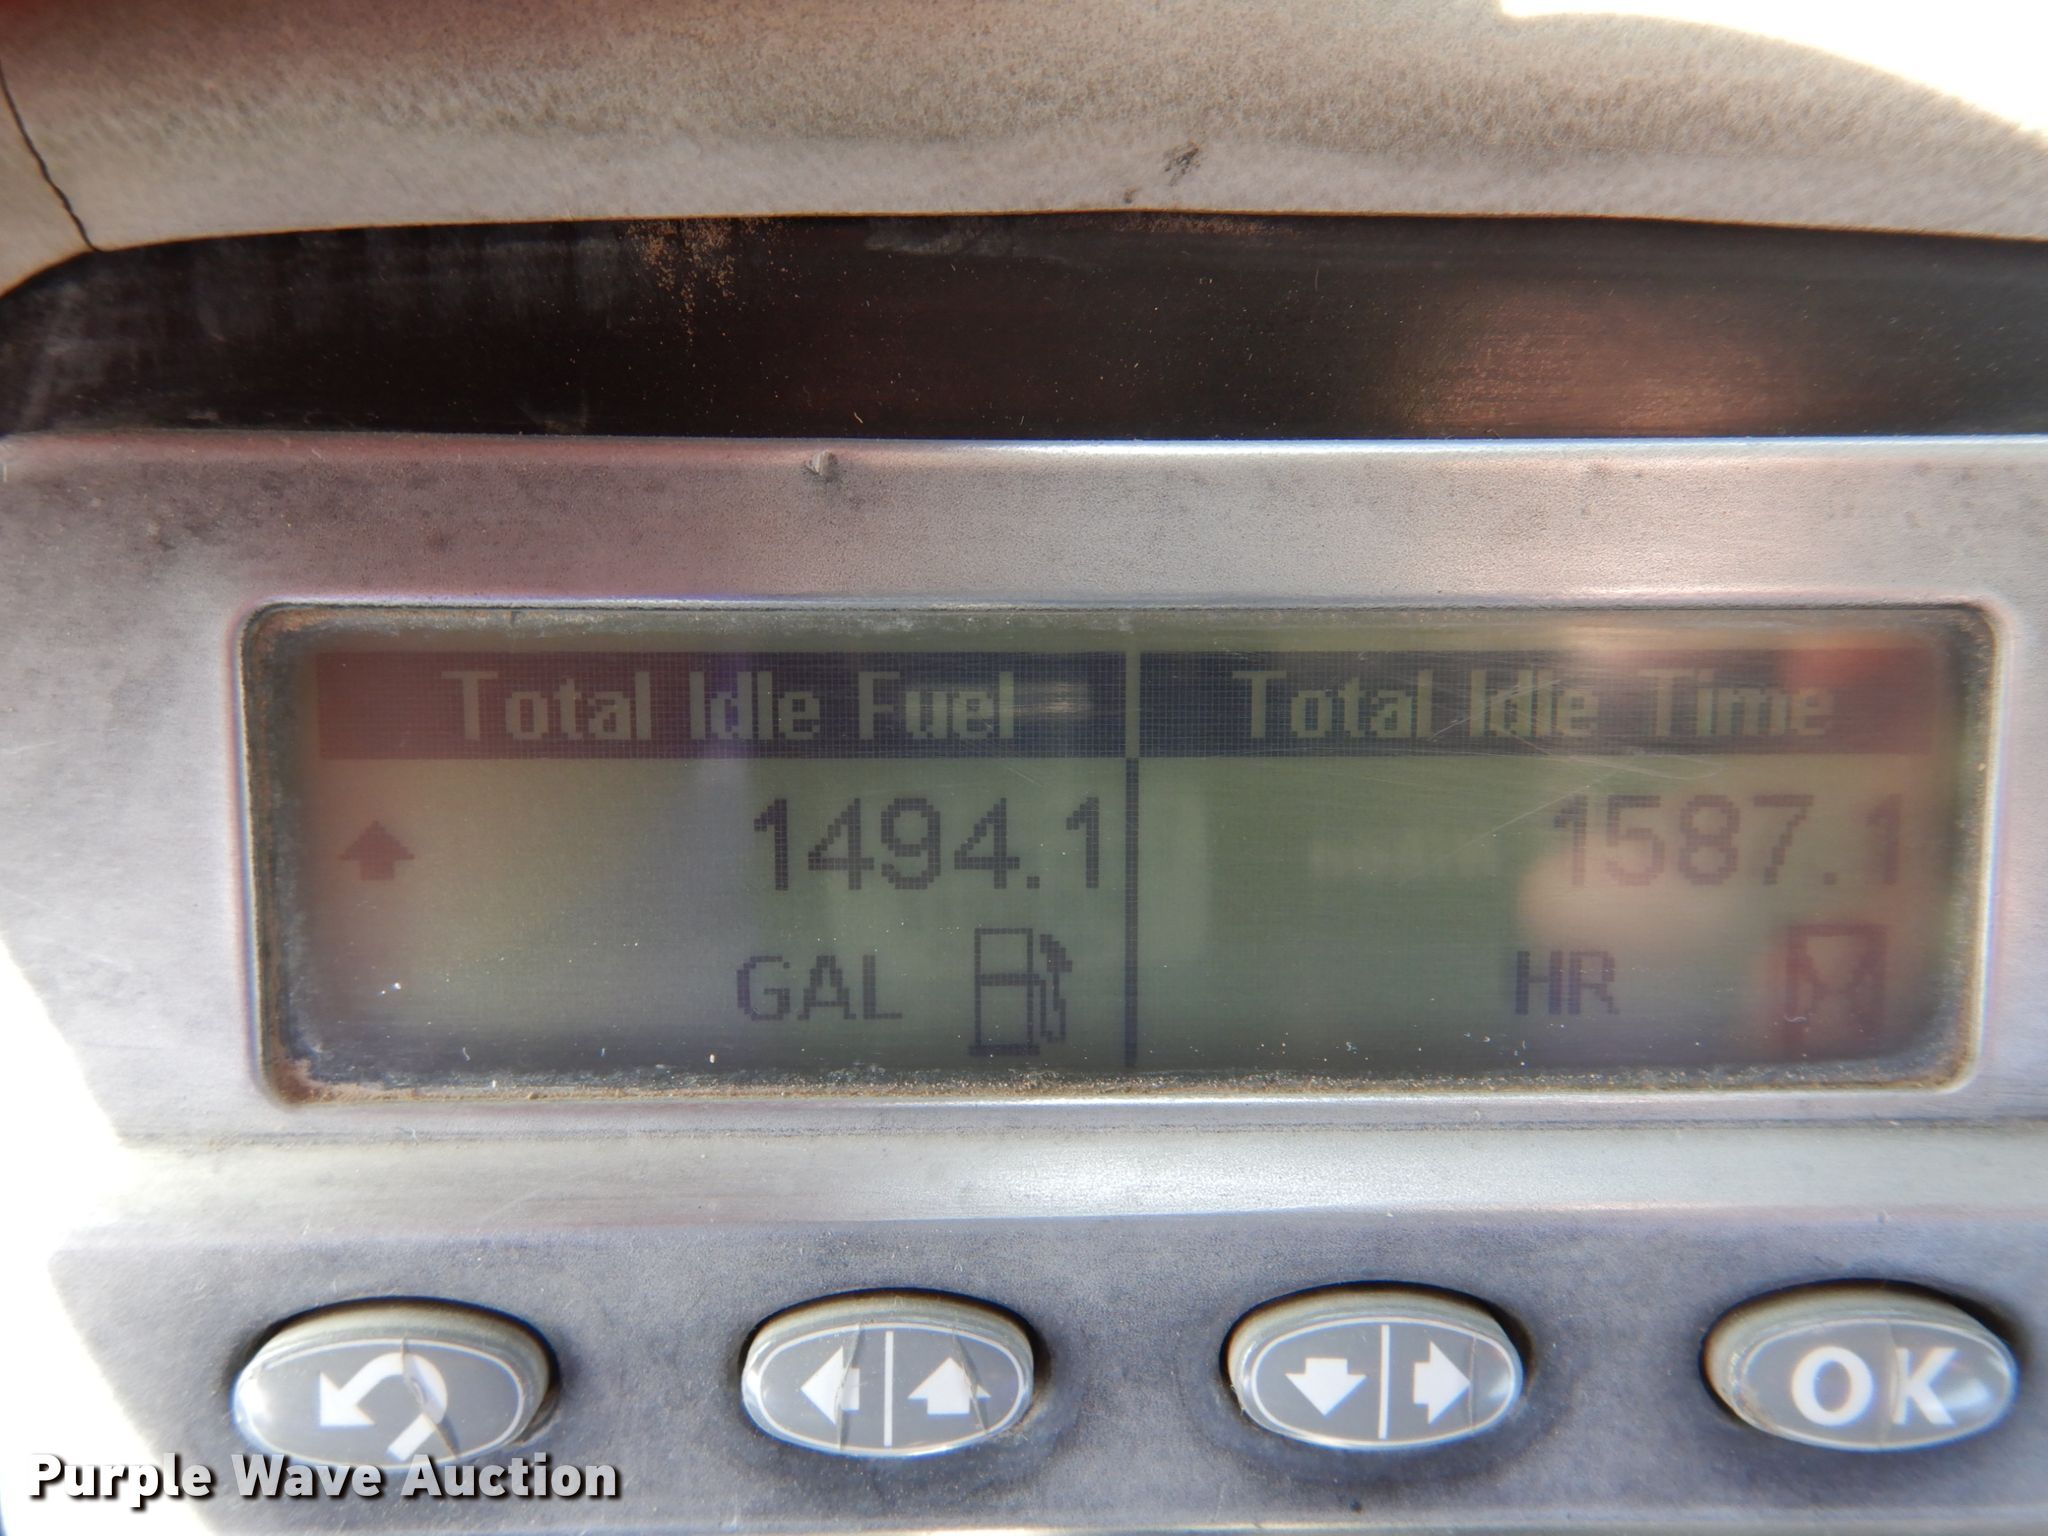 Total Idle Fuel
Total Idle Time
1494.1
1587.1
GAL
HR
OK
Purple Wave Auction